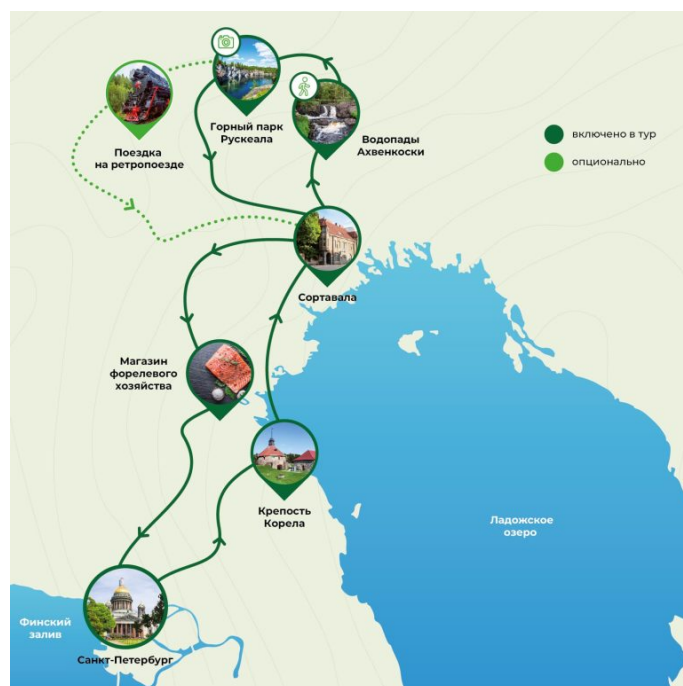 Поездка
на ретропоезде
Горный парк
Рускеала
Водопады
Ахвенкоски
включено в тур
опционально
Сортавала
Магазин
форелевого
хозяйства
Крепость
Корела
Ладожское
озеро
Финский
залив
Санкт-Петербург